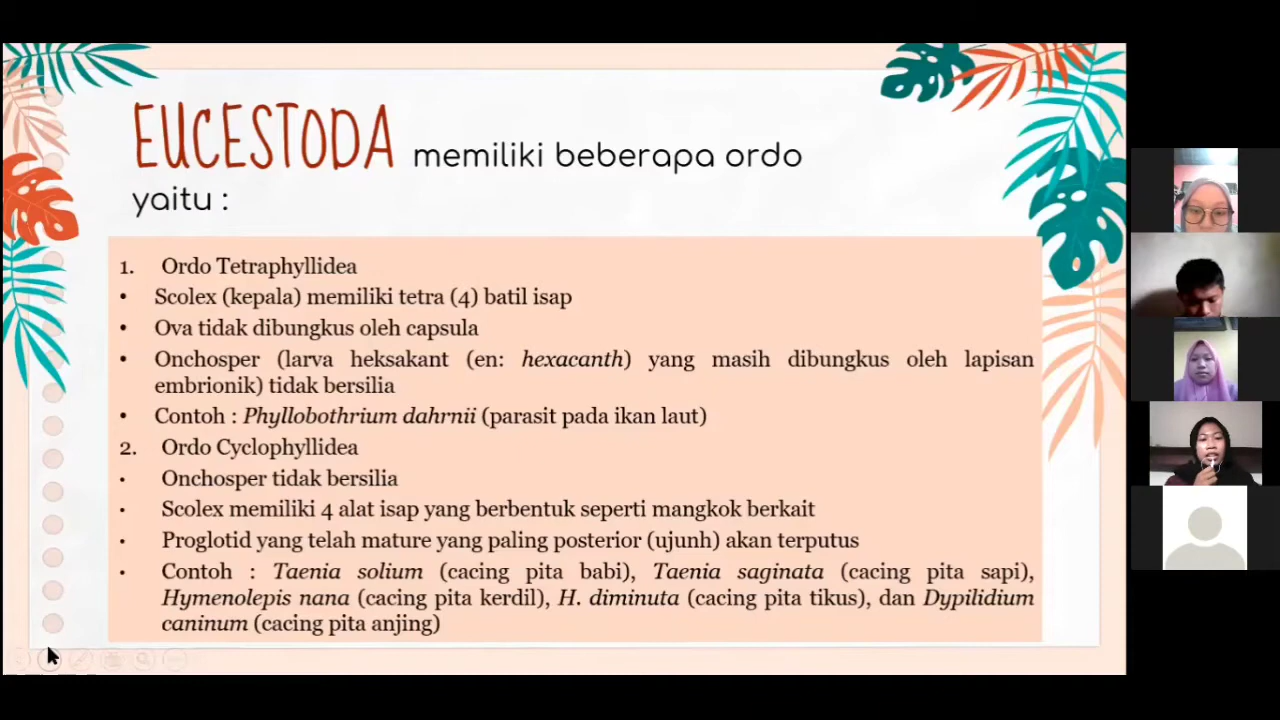 EUCESTODA memiliki beberapa ordo
yaitu :
1. Ordo Tetraphyllidea
• Scolex (kepala) memiliki tetra (4) batil isap
• Ova tidak dibungkus oleh capsula
• Onchosper (larva heksakant (en: hexacanth) yang masih dibungkus oleh lapisan
embrionik) tidak bersilia
• Contoh : Phyllobothrium dahrnii (parasit pada ikan laut)
2. Ordo Cyclophyllidea
• Onchosper tidak bersilia
• Scolex memiliki 4 alat isap yang berbentuk seperti mangkok berkait
• Proglotid yang telah mature yang paling posterior (ujunh) akan terputus
• Contoh : Taenia solium (cacing pita babi), Taenia saginata (cacing pita sapi),
Hymenolepis nana (cacing pita kerdil), H. diminuta (cacing pita tikus), dan Dypilidium
caninum (cacing pita anjing)